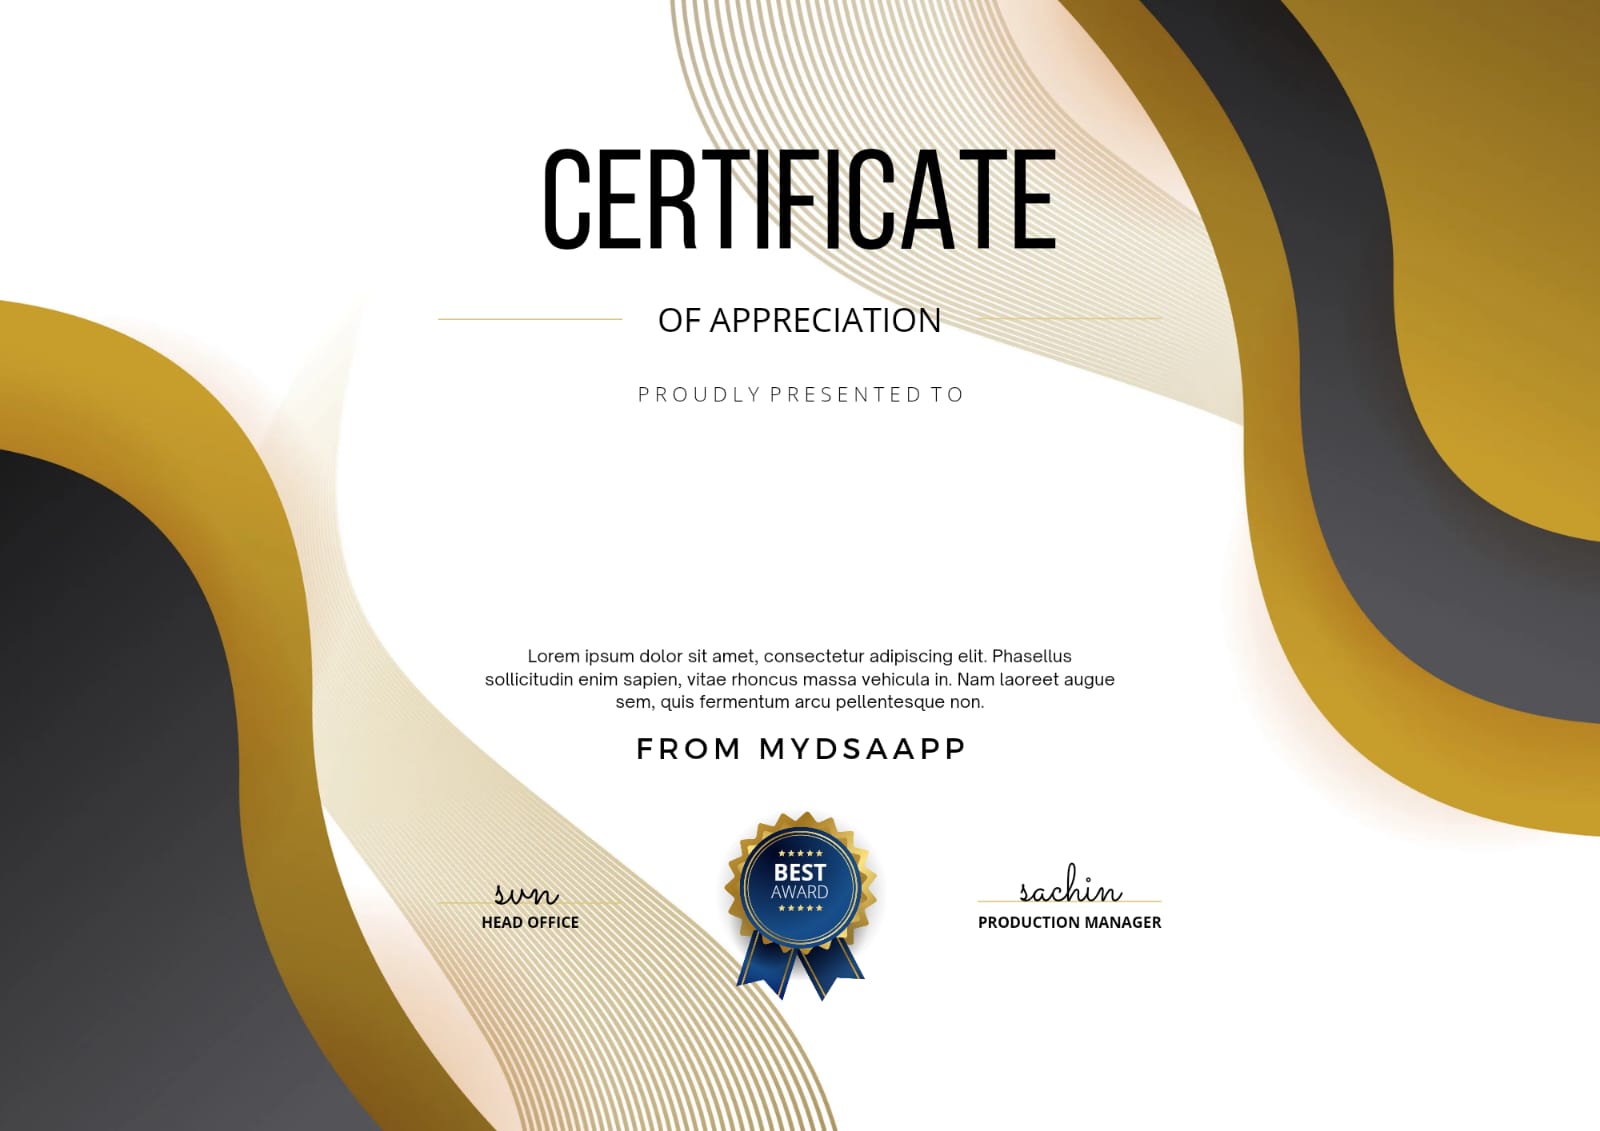 CERTIFICATE
OF APPRECIATION
PROUDLY PRESENTED TO
Lorem ipsum dolor sit amet, consectetur adipiscing elit. Phasellus
sollicitudin enim sapien, vitae rhoncus massa vehicula in. Nam laoreet augue
sem, quis fermentum arcu pellentesque non.
FROM MYDSAAPP
BEST
AWARD
svn
HEAD OFFICE
sachin
PRODUCTION MANAGER